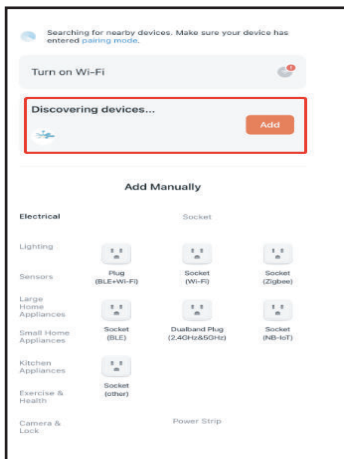 Searching for nearby devices. Make sure your device has
entered pairing mode.
Turn on Wi-Fi
Discovering devices...
Add
Add Manually
Electrical
Socket
Lighting
Sensors
Large
Home
Appliances
Small Home
Appliances
Kitchen
Appliances
Exercise &
Health
Camera &
Lock
Plug
(BLE+Wi-Fi)
Socket
(Wi-Fi)
Socket
(Zigbee)
Socket
(BLE)
Dualband Plug
(2.4GHz&5GHz)
Socket
(NB-IoT)
Socket
(other)
Power Strip